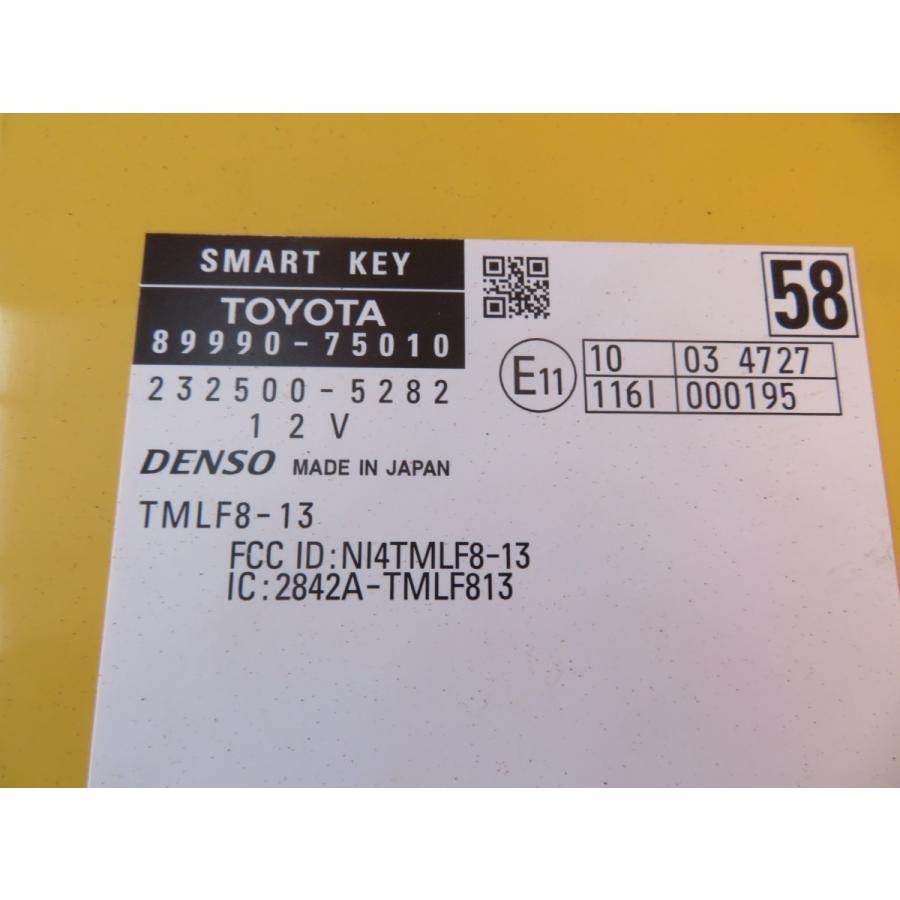 SMART KEY
TOYOTA
89990-75010
232500-5282
12V
DENSO MADE IN JAPAN
TMLF8-13
FCC ID:NI4TMLF8-13
IC:2842A-TMLF813
58
E11
10 03 4727
116I 000195